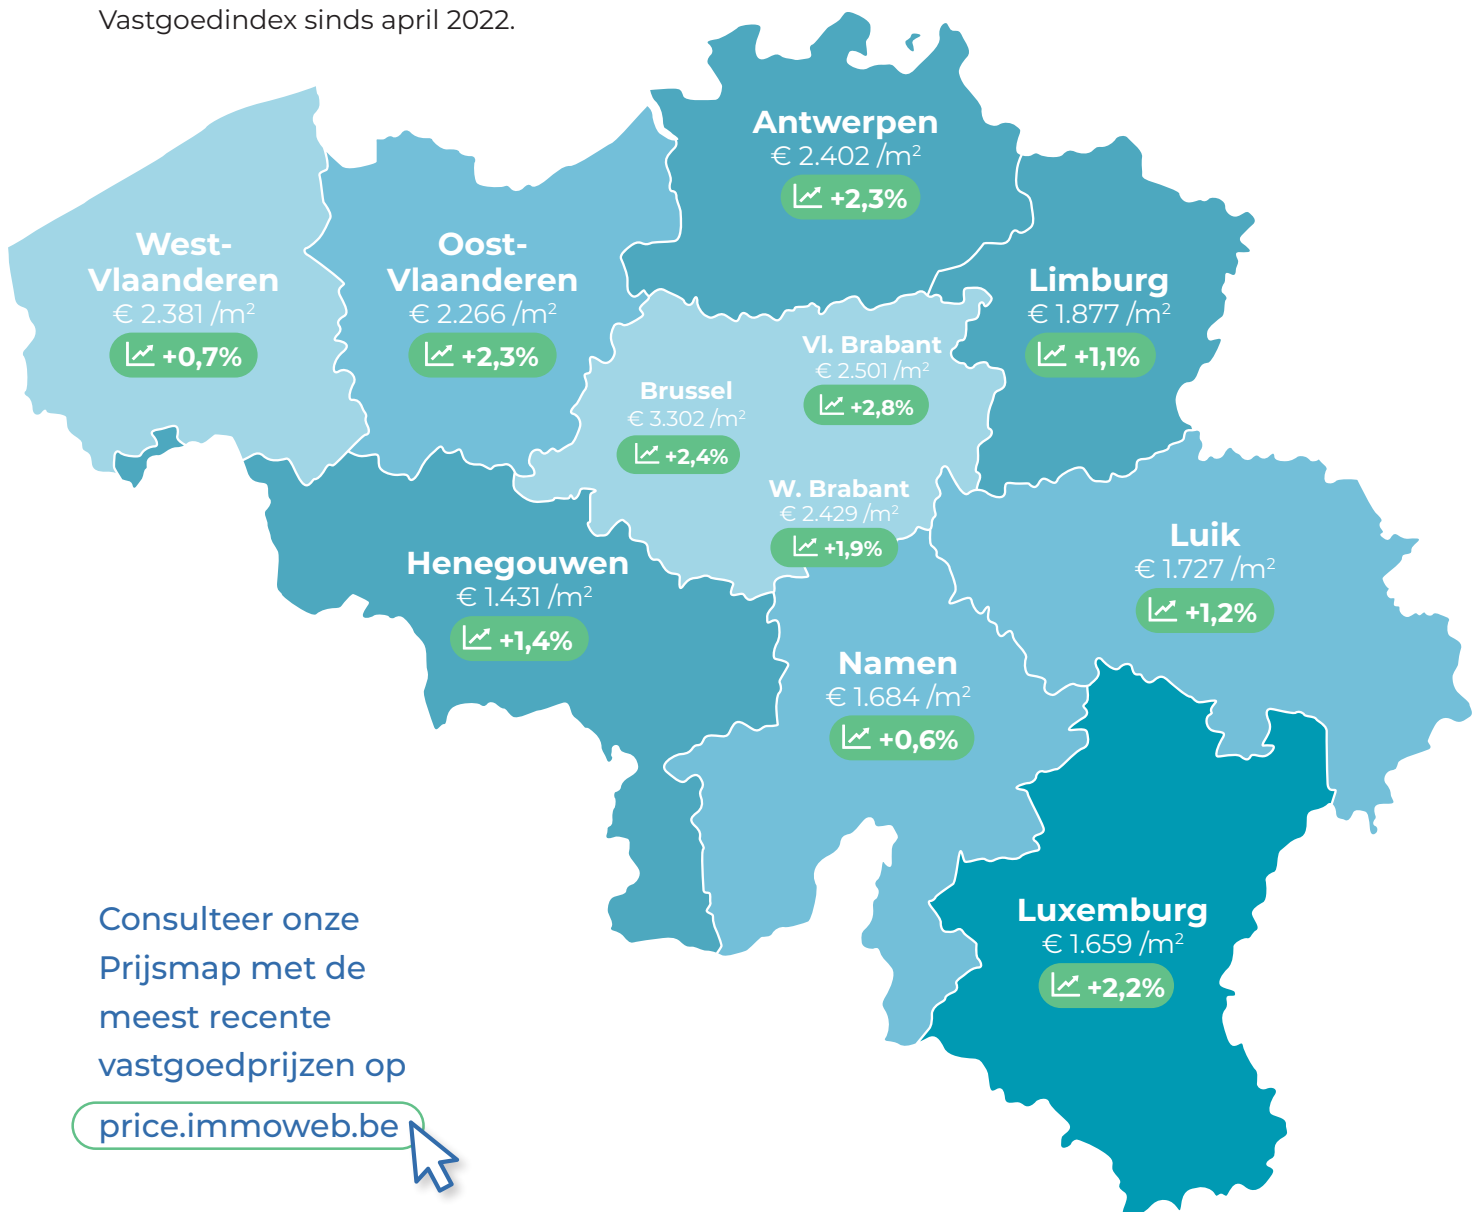 Vastgoedindex sinds april 2022.
Antwerpen
€ 2.402 /m²
+2,3%
West-
Vlaanderen
€ 2.381 /m²
+0,7%
Oost-
Vlaanderen
€ 2.266 /m²
+2,3%
Limburg
€ 1.877 /m²
+1,1%
Vl. Brabant
€ 2.501 /m²
+2,8%
Brussel
€ 3.302 /m²
+2,4%
W. Brabant
€ 2.429 /m²
+1,9%
Henegouwen
€ 1.431 /m²
+1,4%
Luik
€ 1.727 /m²
+1,2%
Namen
€ 1.684 /m²
+0,6%
Luxemburg
€ 1.659 /m²
+2,2%
Consulteer onze
Prijsmap met de
meest recente
vastgoedprijzen op
price.immoweb.be